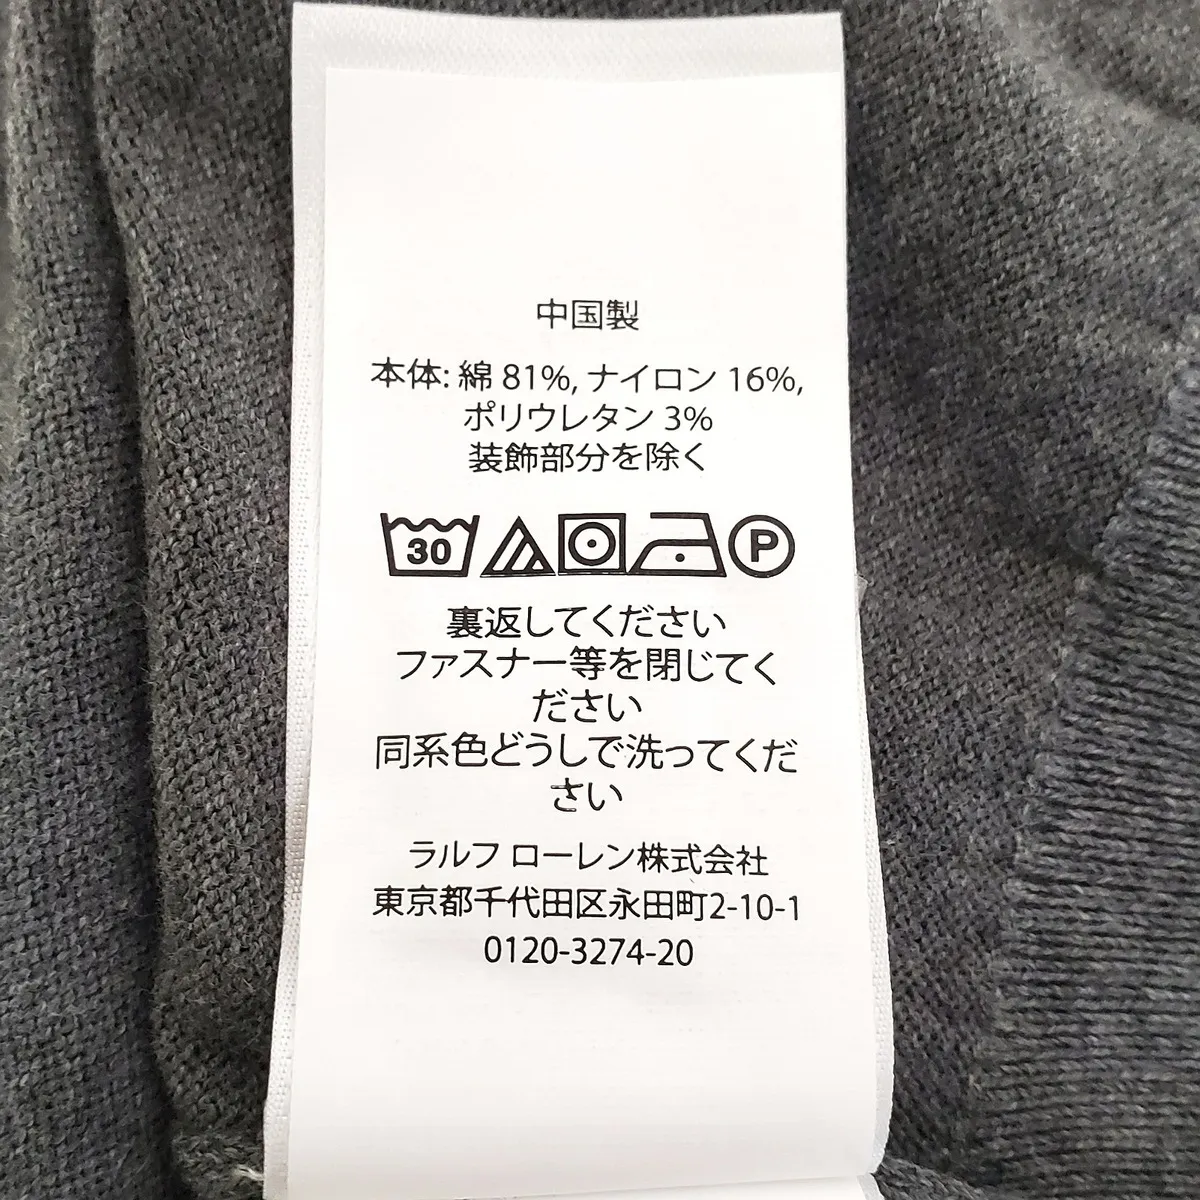 中国製
本体: 綿 81%, ナイロン 16%,
ポリウレタン 3%
装飾部分を除く
30 P
裏返してください
ファスナー等を閉じてく
ださい
同系色どうしで洗ってくだ
さい
ラルフ ローレン株式会社
東京都千代田区永田町2-10-1
0120-3274-20